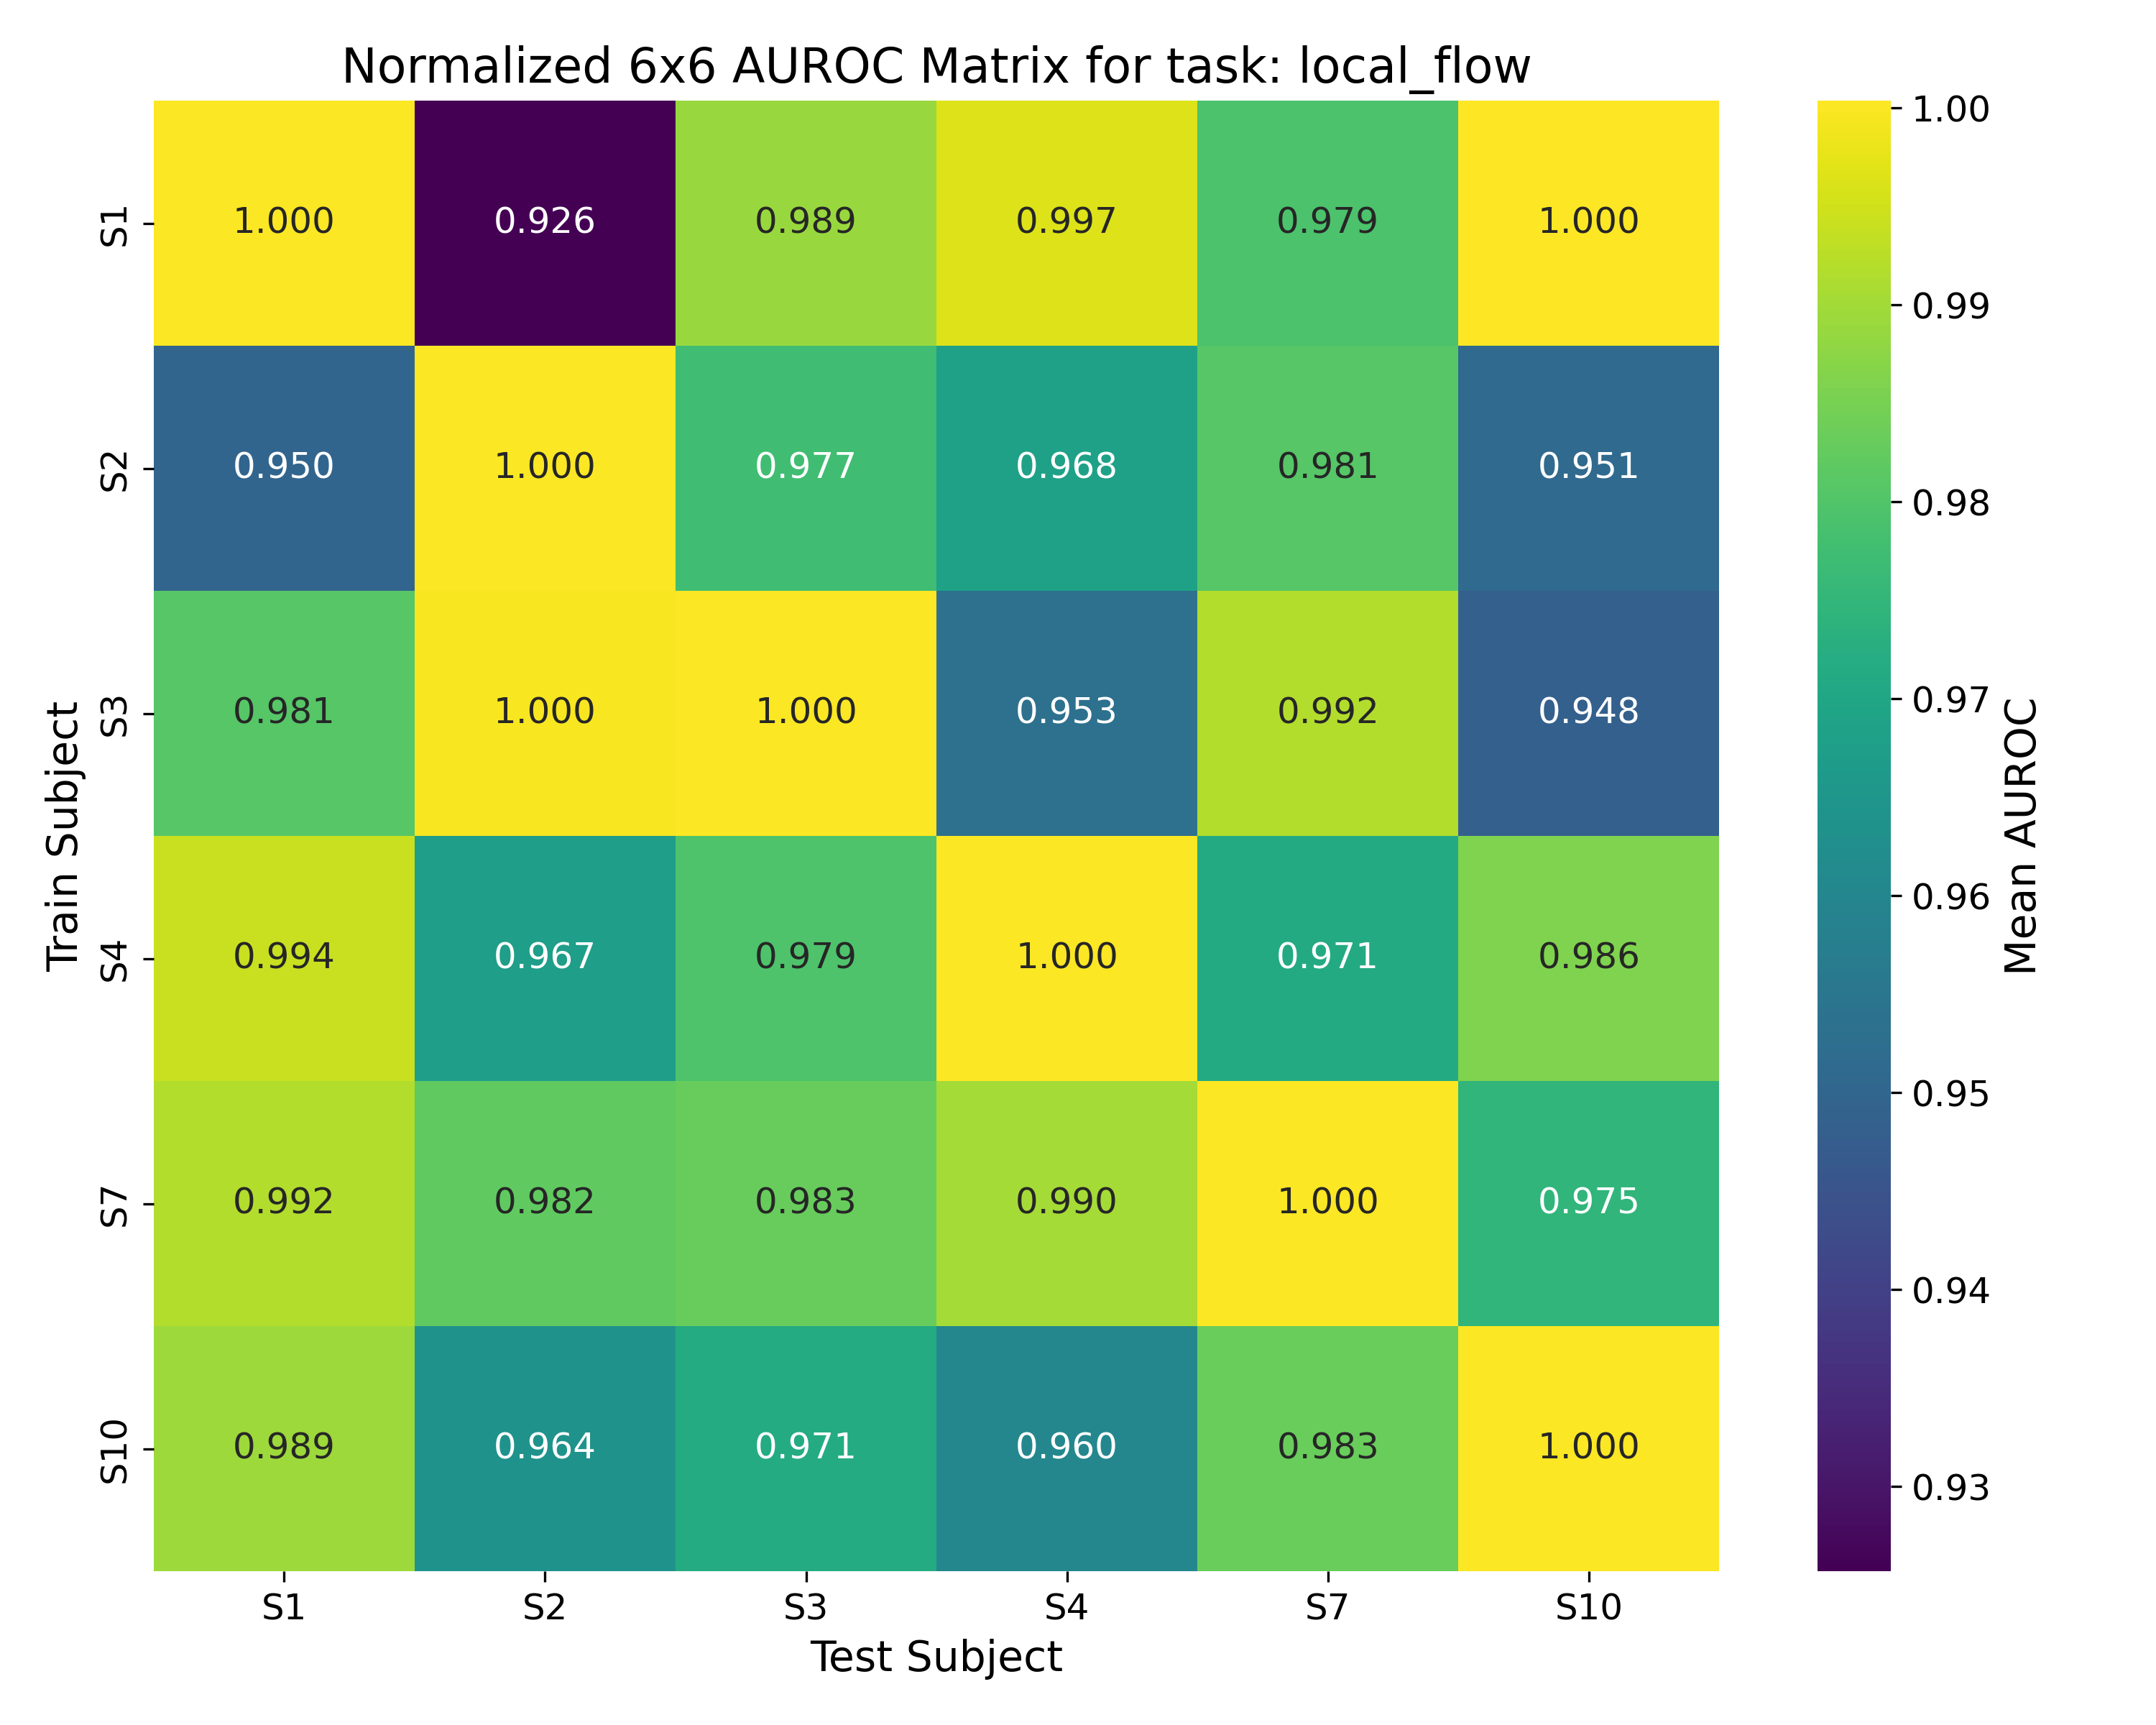 Normalized 6x6 AUROC Matrix for task: local_flow
S1 1.000 0.926 0.989 0.997 0.979 1.000
S2 0.950 1.000 0.977 0.968 0.981 0.951
S3 0.981 1.000 1.000 0.953 0.992 0.948
S4 0.994 0.967 0.979 1.000 0.971 0.986
S7 0.992 0.982 0.983 0.990 1.000 0.975
S10 0.989 0.964 0.971 0.960 0.983 1.000
S1 S2 S3 S4 S7 S10
Test Subject
Train Subject
1.00
0.99
0.98
0.97
0.96
0.95
0.94
0.93
Mean AUROC